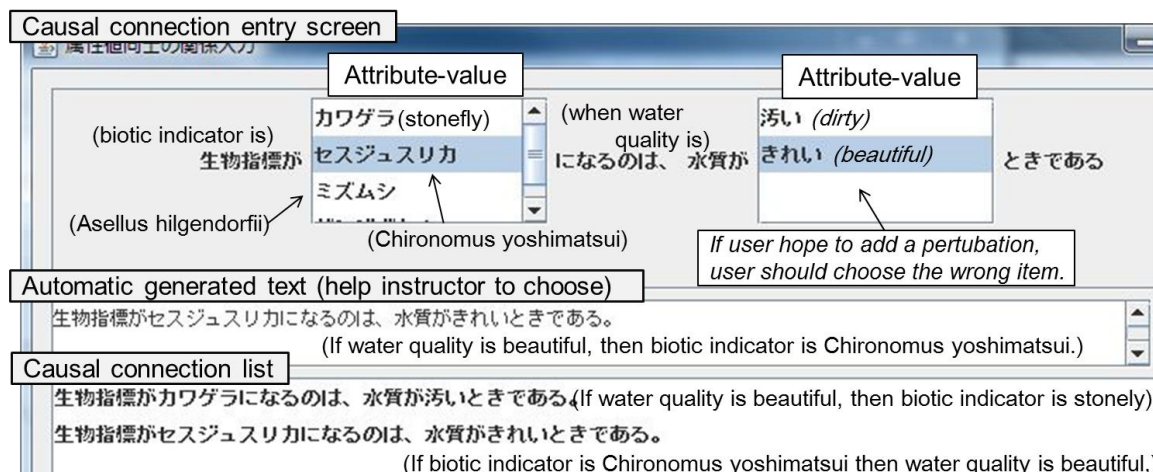 Causal connection entry screen
属性値同士の関係入力
Attribute-value
Attribute-value
カワゲラ(stonefly)
(biotic indicator is)
(when water
quality is)
汚い (dirty)
生物指標が セスジュスリカ になるのは、 水質が きれい (beautiful) ときである
ミズムシ
(Asellus hilgendorfii)
(Chironomus yoshimatsui)
If user hope to add a pertubation,
user should choose the wrong item.
Automatic generated text (help instructor to choose)
生物指標がセスジュスリカになるのは、水質がきれいときである。
(If water quality is beautiful, then biotic indicator is Chironomus yoshimatsui.)
Causal connection list
生物指標がカワゲラになるのは、水質が汚いときである。(If water quality is beautiful, then biotic indicator is stonely)
生物指標がセスジュスリカになるのは、水質がきれいときである。
(If biotic indicator is Chironomus yoshimatsui then water quality is beautiful.)